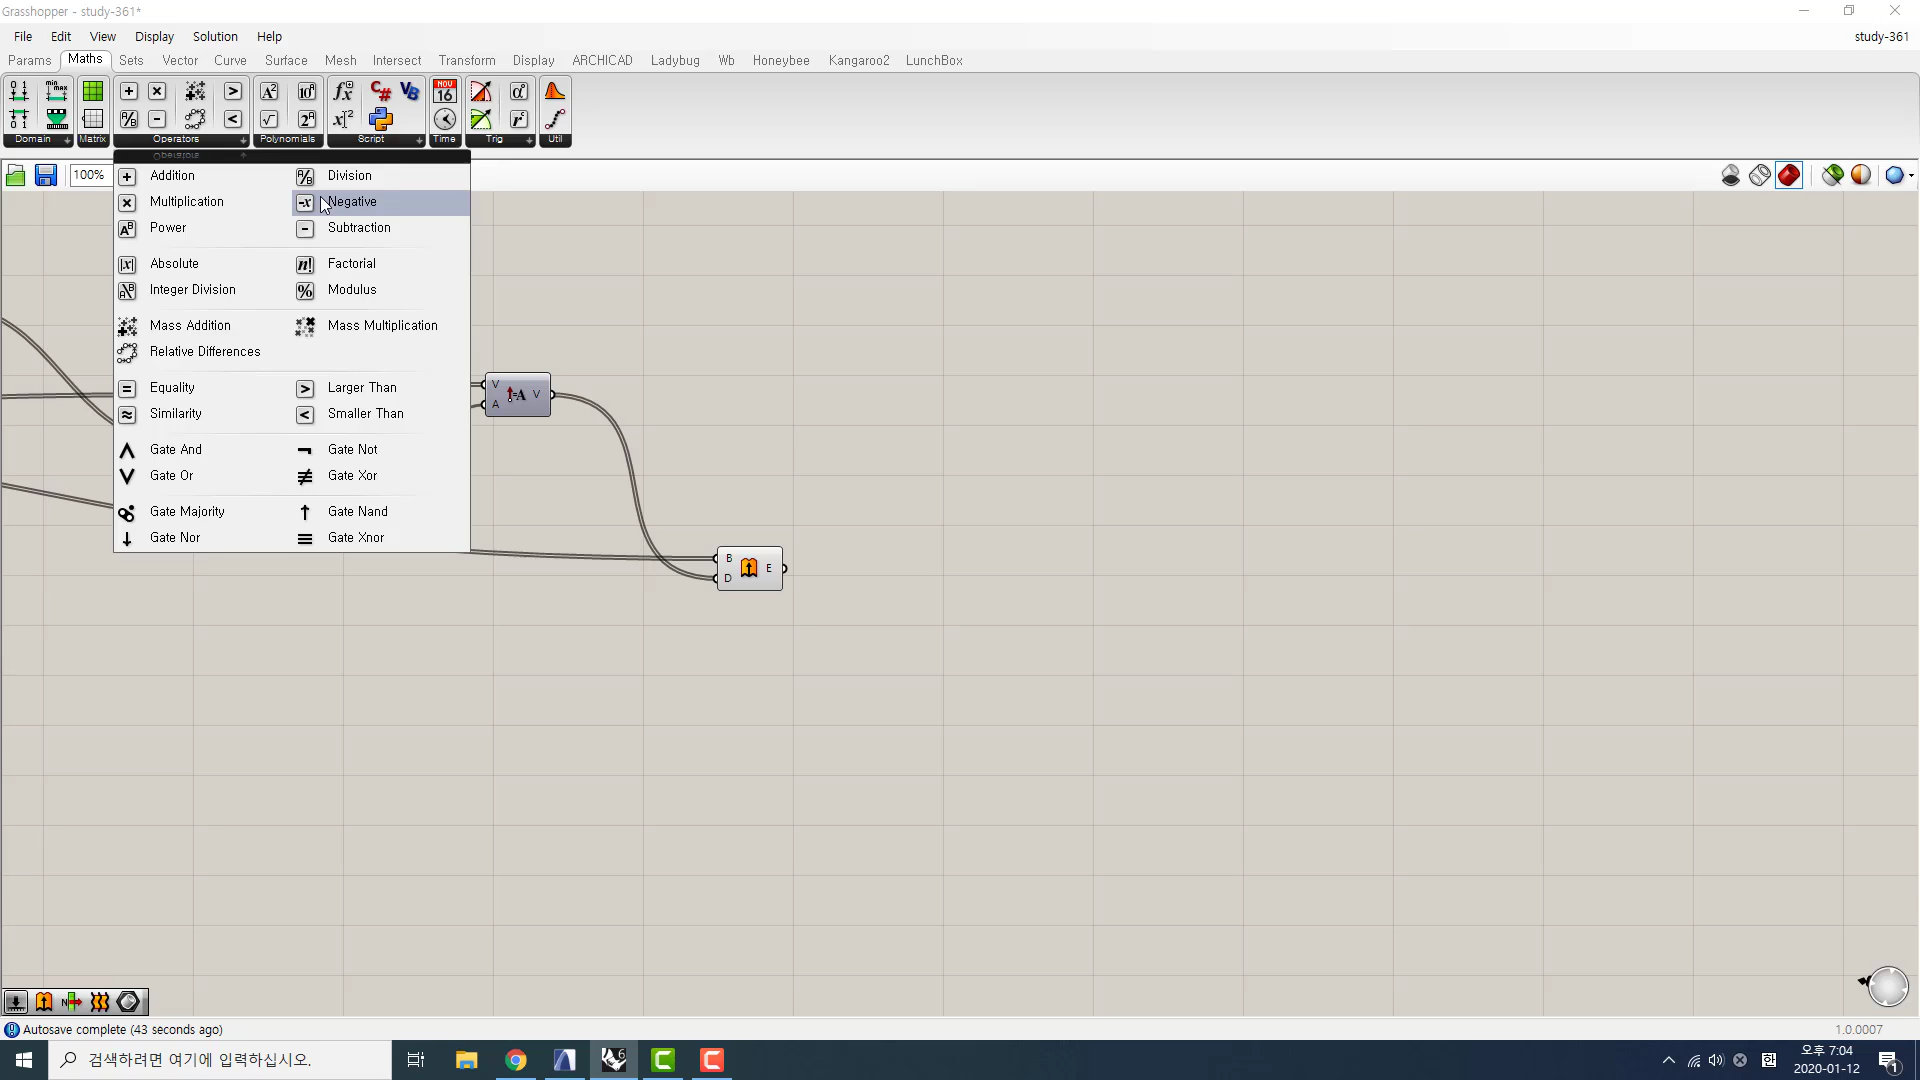 Grasshopper - study-361*
File Edit View Display Solution Help
study-361
Params Maths Sets Vector Curve Surface Mesh Intersect Transform Display ARCHICAD Ladybug Wb Honeybee Kangaroo2 LunchBox
Domain Matrix Operators Polynomials Script Time Trig Util
100%
Operators
Addition Division
Multiplication Negative
Power Subtraction
Absolute Factorial
Integer Division Modulus
Mass Addition Mass Multiplication
Relative Differences
Equality Larger Than
Similarity Smaller Than
Gate And Gate Not
Gate Or Gate Xor
Gate Majority Gate Nand
Gate Nor Gate Xnor
V A V
B D E
Autosave complete (43 seconds ago)
1.0.0007
검색하려면 여기에 입력하십시오.
오후 7:04
2020-01-12